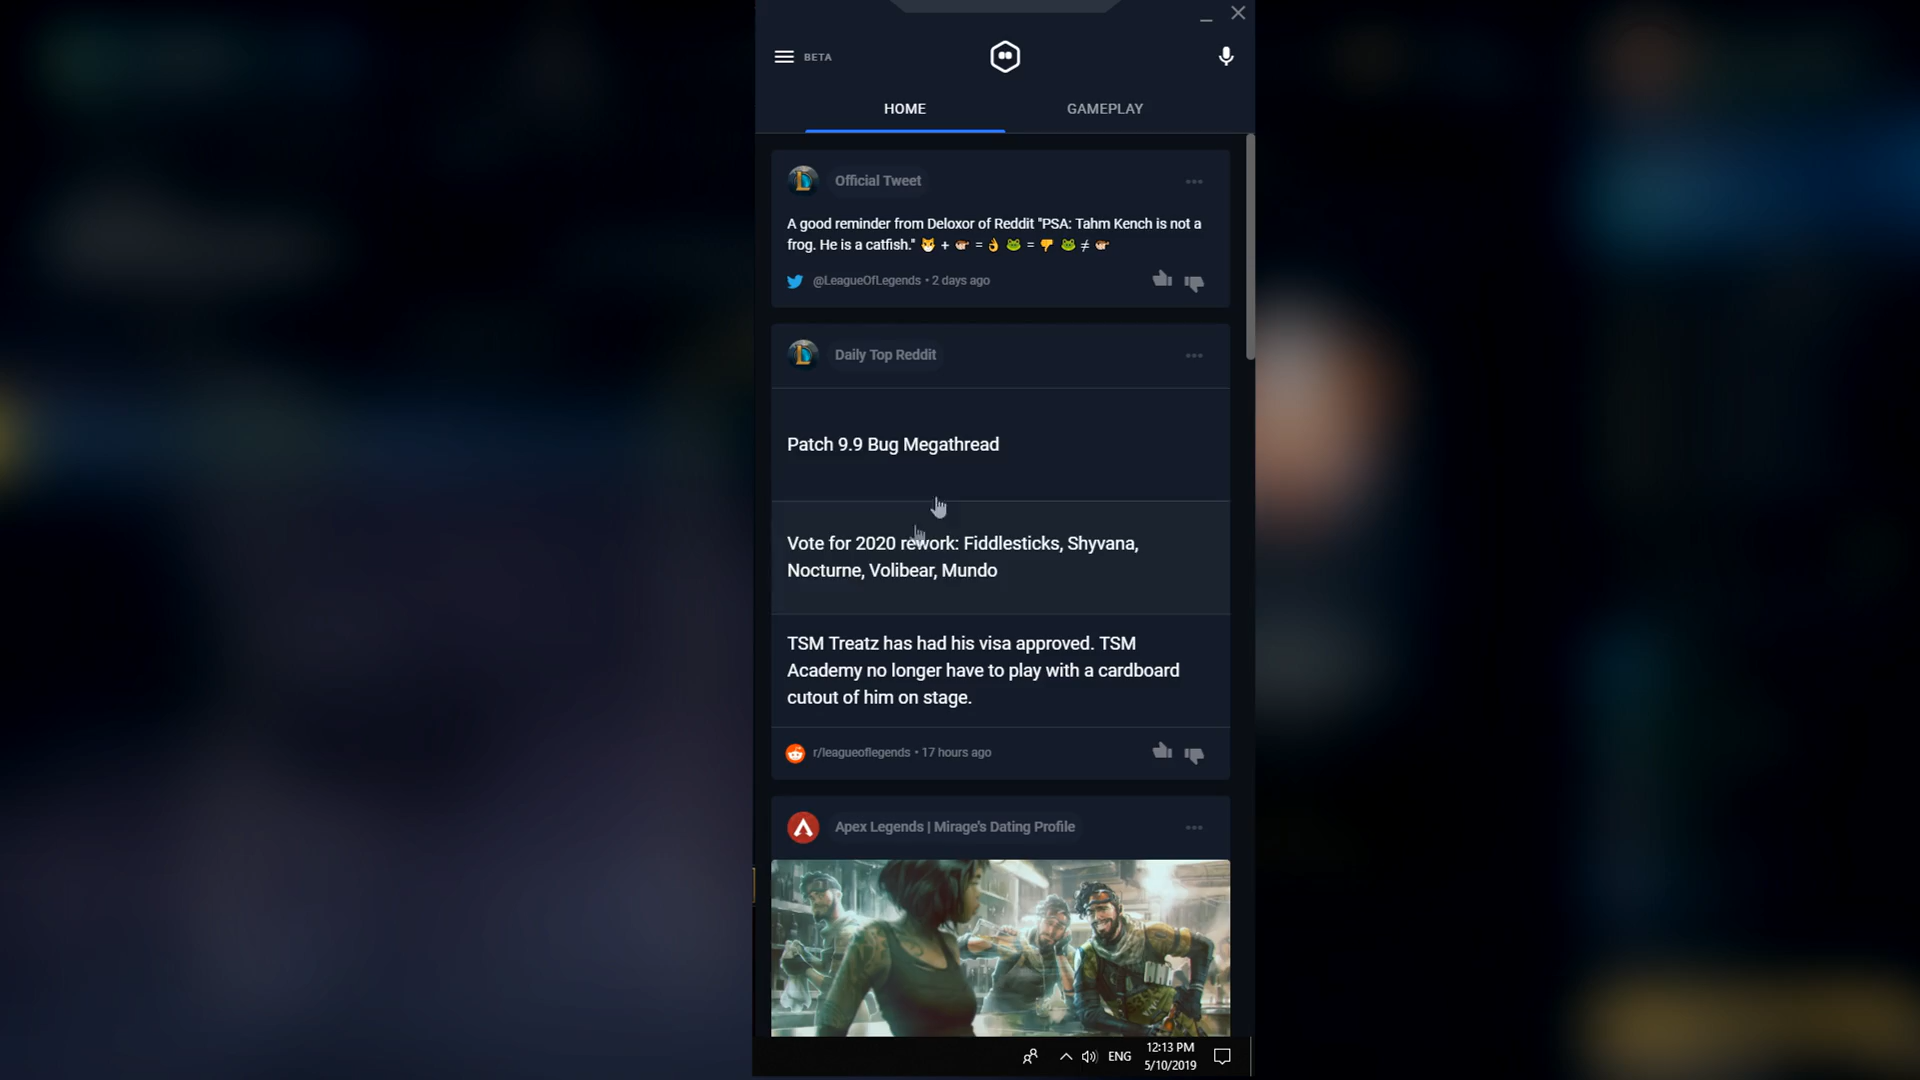 BETA
HOME
GAMEPLAY
Official Tweet
A good reminder from Deloxor of Reddit "PSA: Tahm Kench is not a
frog. He is a catfish." 🐱 + 🐟 = 👌 🐸 = 👎 🐸 ≠ 🐟
@LeagueOfLegends • 2 days ago
Daily Top Reddit
Patch 9.9 Bug Megathread
Vote for 2020 rework: Fiddlesticks, Shyvana,
Nocturne, Volibear, Mundo
TSM Treatz has had his visa approved. TSM
Academy no longer have to play with a cardboard
cutout of him on stage.
r/leagueoflegends • 17 hours ago
Apex Legends | Mirage's Dating Profile
ENG
12:13 PM
5/10/2019